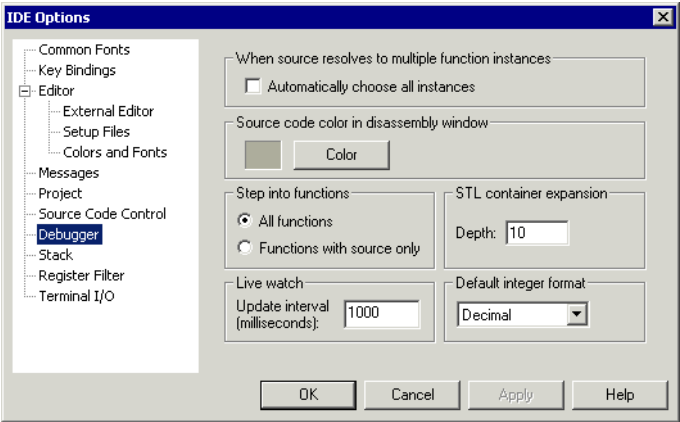 IDE Options
Common Fonts
Key Bindings
Editor
External Editor
Setup Files
Colors and Fonts
Messages
Project
Source Code Control
Debugger
Stack
Register Filter
Terminal I/O
When source resolves to multiple function instances
Automatically choose all instances
Source code color in disassembly window
Color
Step into functions
All functions
Functions with source only
STL container expansion
Depth: 10
Live watch
Update interval
(milliseconds):
1000
Default integer format
Decimal
OK Cancel Apply Help